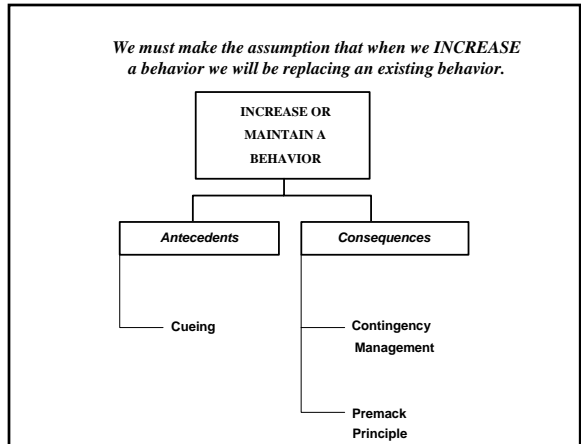 We must make the assumption that when we INCREASE
a behavior we will be replacing an existing behavior.
INCREASE OR
MAINTAIN A
BEHAVIOR
Antecedents
Consequences
Cueing
Contingency
Management
Premack
Principle